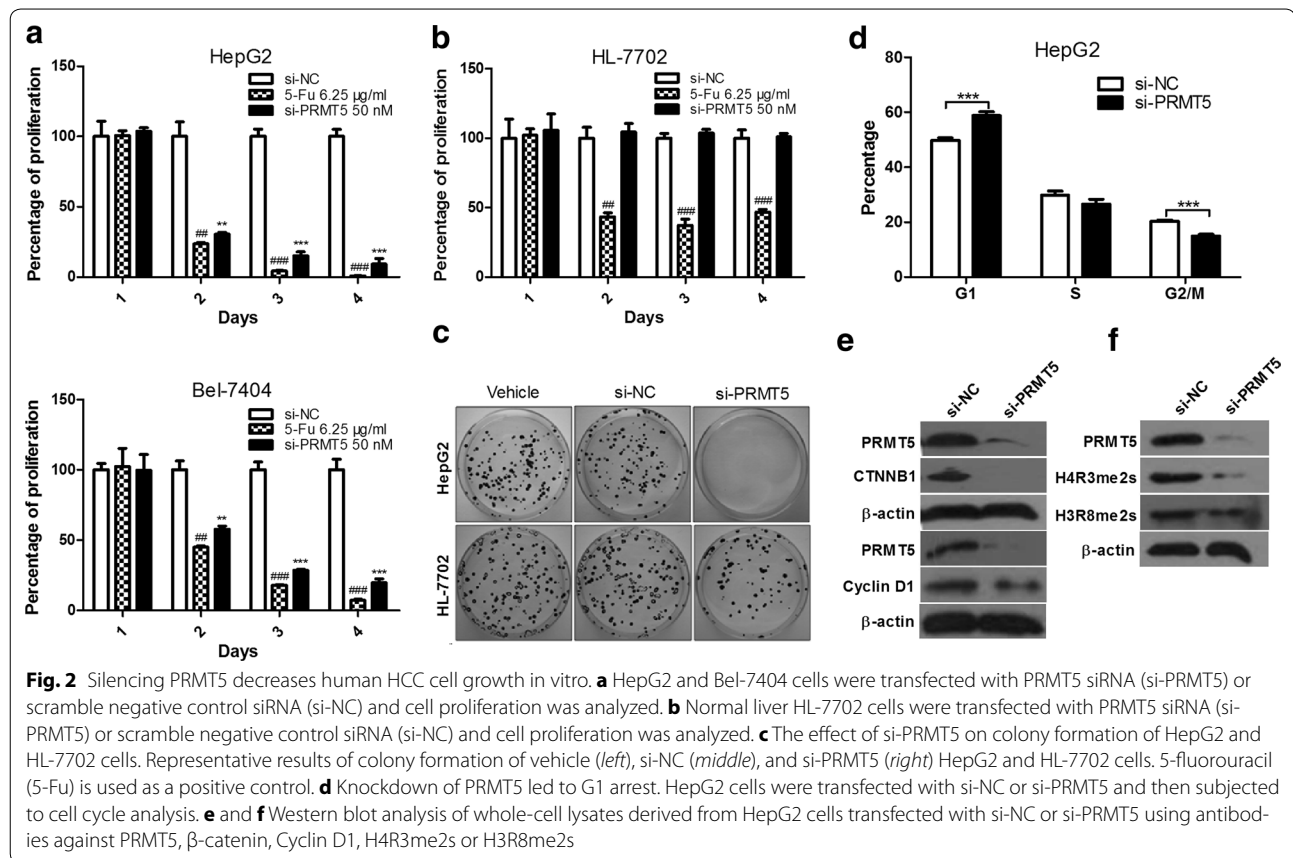 a
HepG2
si-NC
5-Fu 6.25 µg/ml
si-PRMT5 50 nM
Percentage of proliferation
150
100
50
0
##
**
###
***
###
***
1 2 3 4
Days
Bel-7404
si-NC
5-Fu 6.25 µg/ml
si-PRMT5 50 nM
Percentage of proliferation
150
100
50
0
##
**
###
***
###
***
1 2 3 4
Days
b
HL-7702
si-NC
5-Fu 6.25 µg/ml
si-PRMT5 50 nM
Percentage of proliferation
150
100
50
0
##
###
###
1 2 3 4
Days
c
Vehicle si-NC si-PRMT5
HepG2
HL-7702
d
HepG2
si-NC
si-PRMT5
Percentage
80
60
40
20
0
***
***
G1 S G2/M
e
si-NC si-PRMT5
PRMT5
CTNNB1
β-actin
PRMT5
Cyclin D1
β-actin
f
si-NC si-PRMT5
PRMT5
H4R3me2s
H3R8me2s
β-actin
Fig. 2 Silencing PRMT5 decreases human HCC cell growth in vitro. a HepG2 and Bel-7404 cells were transfected with PRMT5 siRNA (si-PRMT5) or
scramble negative control siRNA (si-NC) and cell proliferation was analyzed. b Normal liver HL-7702 cells were transfected with PRMT5 siRNA (si-
PRMT5) or scramble negative control siRNA (si-NC) and cell proliferation was analyzed. c The effect of si-PRMT5 on colony formation of HepG2 and
HL-7702 cells. Representative results of colony formation of vehicle (left), si-NC (middle), and si-PRMT5 (right) HepG2 and HL-7702 cells. 5-fluorouracil
(5-Fu) is used as a positive control. d Knockdown of PRMT5 led to G1 arrest. HepG2 cells were transfected with si-NC or si-PRMT5 and then subjected
to cell cycle analysis. e and f Western blot analysis of whole-cell lysates derived from HepG2 cells transfected with si-NC or si-PRMT5 using antibod-
ies against PRMT5, β-catenin, Cyclin D1, H4R3me2s or H3R8me2s